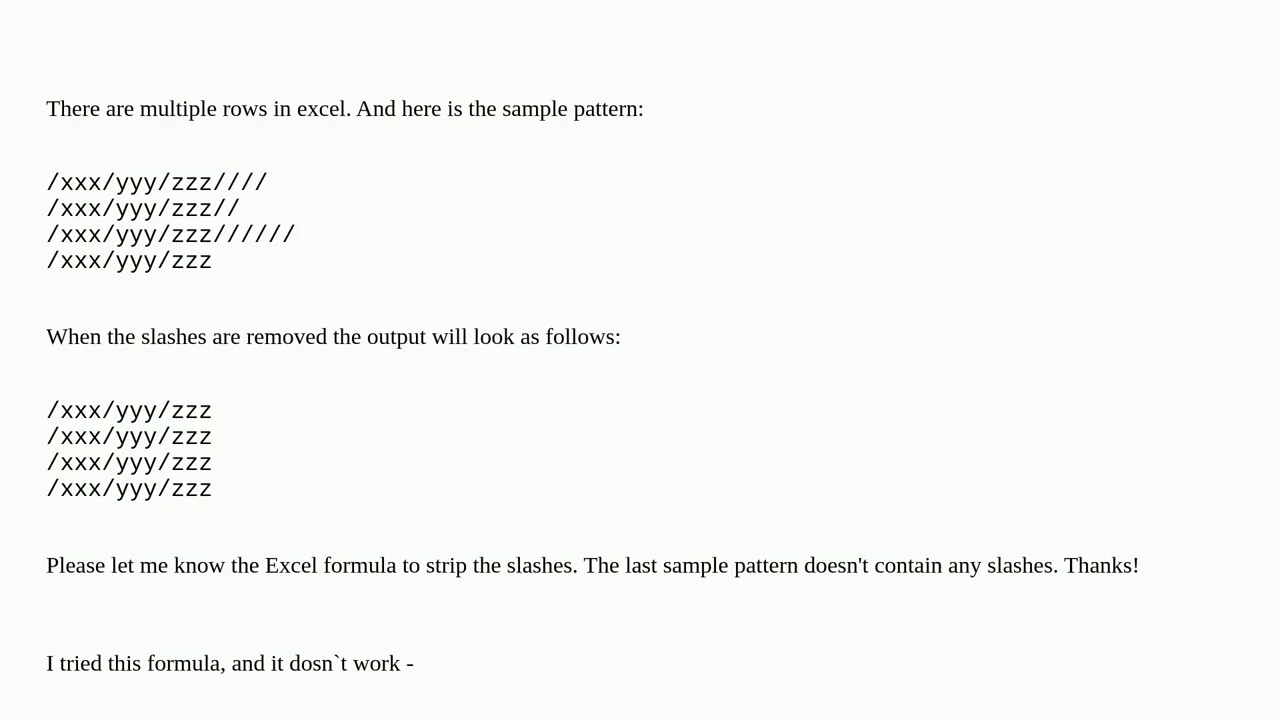 There are multiple rows in excel. And here is the sample pattern:
/xxx/yyy/zzz////
/xxx/yyy/zzz//
/xxx/yyy/zzz//////
/xxx/yyy/zzz
When the slashes are removed the output will look as follows:
/xxx/yyy/zzz
/xxx/yyy/zzz
/xxx/yyy/zzz
/xxx/yyy/zzz
Please let me know the Excel formula to strip the slashes. The last sample pattern doesn't contain any slashes. Thanks!
I tried this formula, and it dosn`t work -